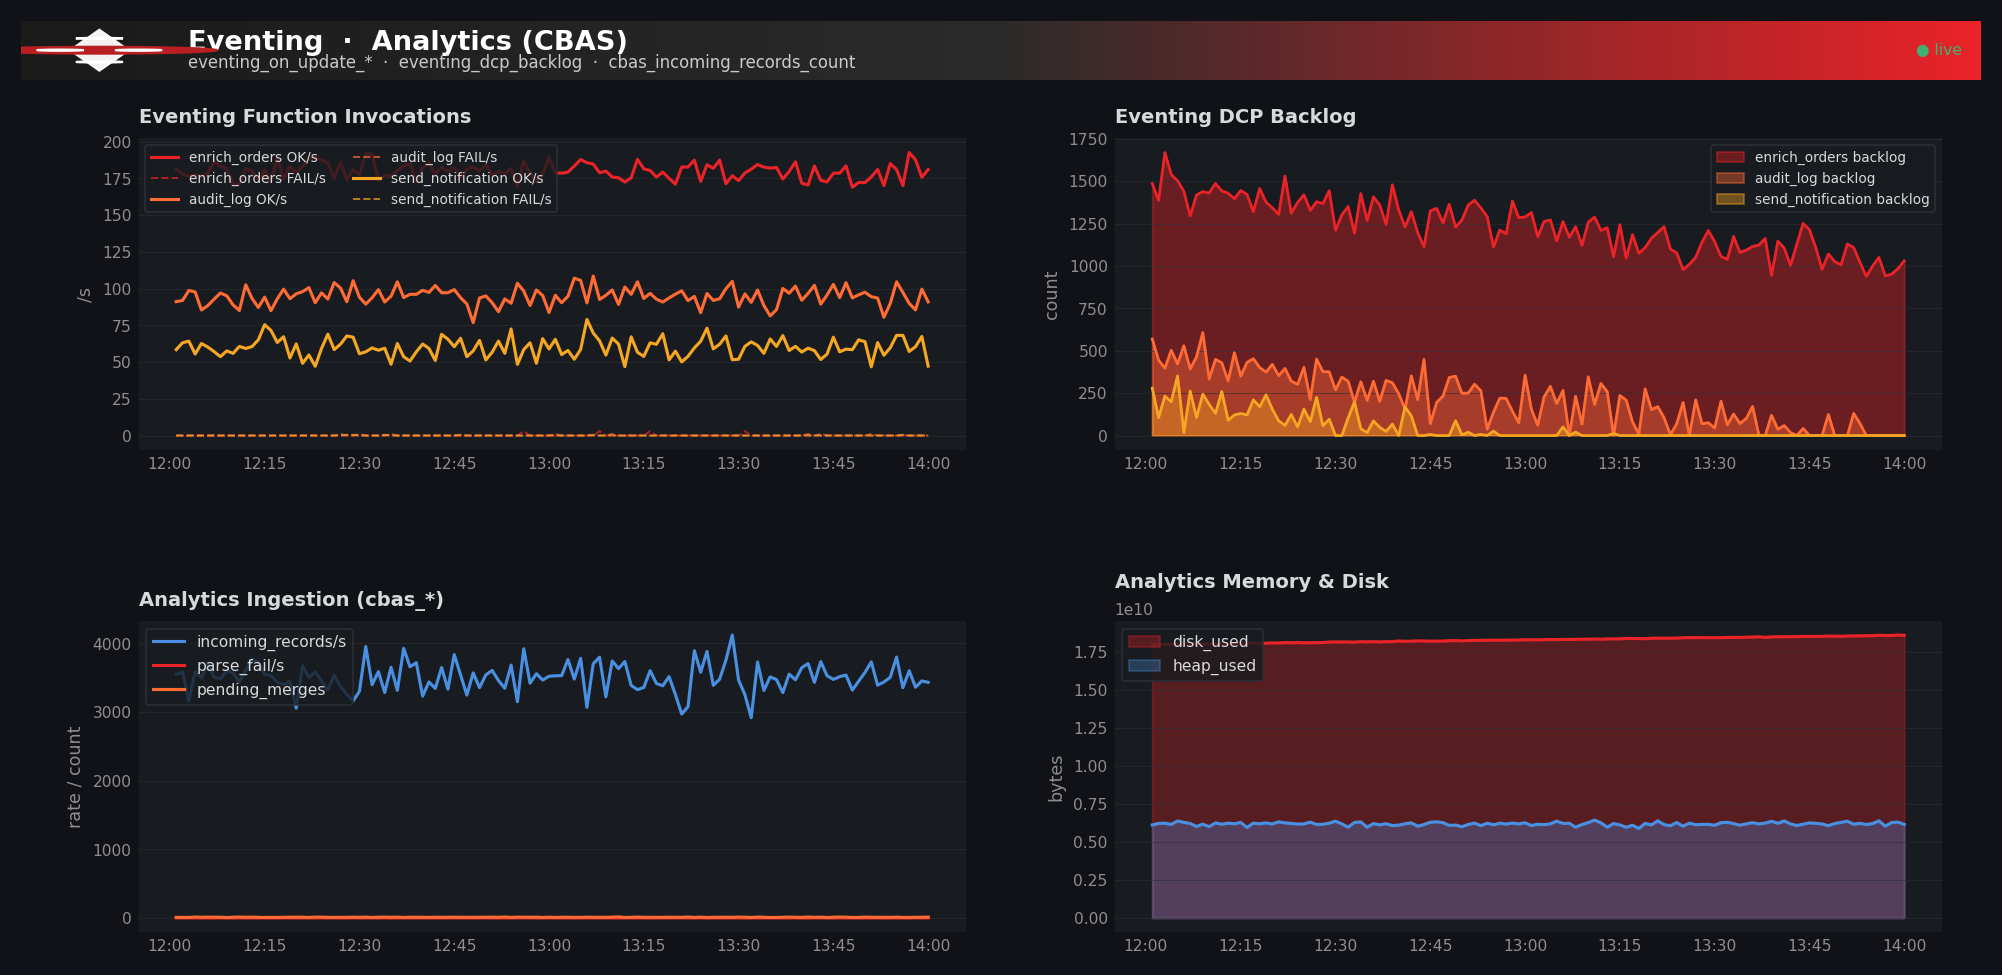 Eventing · Analytics (CBAS)
eventing_on_update_* · eventing_dcp_backlog · cbas_incoming_records_count
● live
Eventing Function Invocations
enrich_orders OK/s
enrich_orders FAIL/s
audit_log OK/s
audit_log FAIL/s
send_notification OK/s
send_notification FAIL/s
/s
200
175
150
125
100
75
50
25
0
12:00 12:15 12:30 12:45 13:00 13:15 13:30 13:45 14:00
Eventing DCP Backlog
enrich_orders backlog
audit_log backlog
send_notification backlog
count
1750
1500
1250
1000
750
500
250
0
12:00 12:15 12:30 12:45 13:00 13:15 13:30 13:45 14:00
Analytics Ingestion (cbas_*)
incoming_records/s
parse_fail/s
pending_merges
rate / count
4000
3000
2000
1000
0
12:00 12:15 12:30 12:45 13:00 13:15 13:30 13:45 14:00
Analytics Memory & Disk
1e10
disk_used
heap_used
bytes
1.75
1.50
1.25
1.00
0.75
0.50
0.25
0.00
12:00 12:15 12:30 12:45 13:00 13:15 13:30 13:45 14:00